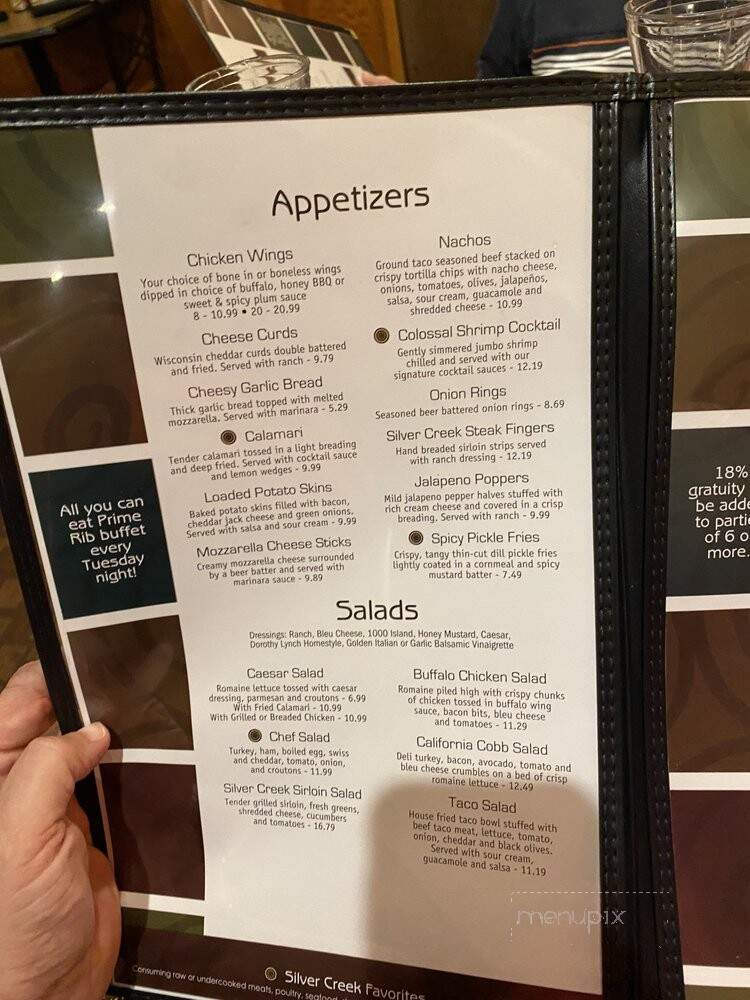 Appetizers
Chicken Wings
Your choice of bone in or boneless wings
dipped in choice of buffalo, honey BBQ or
sweet & spicy plum sauce
8 - 10.99 • 20 - 20.99
Cheese Curds
Wisconsin cheddar curds double battered
and fried. Served with ranch - 9.79
Cheesy Garlic Bread
Thick garlic bread topped with melted
mozzarella. Served with marinara - 5.29
Calamari
Tender calamari tossed in a light breading
and deep fried. Served with cocktail sauce
and lemon wedges - 9.99
Loaded Potato Skins
Baked potato skins filled with bacon,
cheddar jack cheese and green onions.
Served with salsa and sour cream - 9.99
Mozzarella Cheese Sticks
Creamy mozzarella cheese surrounded
by a beer batter and served with
marinara sauce - 9.89
Nachos
Ground taco seasoned beef stacked on
crispy tortilla chips with nacho cheese,
onions, tomatoes, olives, jalapeños,
salsa, sour cream, guacamole and
shredded cheese - 10.99
Colossal Shrimp Cocktail
Gently simmered jumbo shrimp
chilled and served with our
signature cocktail sauces - 12.19
Onion Rings
Seasoned beer battered onion rings - 8.69
Silver Creek Steak Fingers
Hand breaded sirloin strips served
with ranch dressing - 12.19
Jalapeno Poppers
Mild jalapeno pepper halves stuffed with
rich cream cheese and covered in a crisp
breading. Served with ranch - 9.99
Spicy Pickle Fries
Crispy, tangy thin-cut dill pickle fries
lightly coated in a cornmeal and spicy
mustard batter - 7.49
All you can
eat Prime
Rib buffet
every
Tuesday
night!
Salads
Dressings: Ranch, Bleu Cheese, 1000 Island, Honey Mustard, Caesar,
Dorothy Lynch Homestyle, Golden Italian or Garlic Balsamic Vinaigrette
Caesar Salad
Romaine lettuce tossed with caesar
dressing, parmesan and croutons - 6.99
With Fried Calamari - 10.99
With Grilled or Breaded Chicken - 10.99
Chef Salad
Turkey, ham, boiled egg, swiss
and cheddar, tomato, onion,
and croutons - 11.99
Silver Creek Sirloin Salad
Tender grilled sirloin, fresh greens,
shredded cheese, cucumbers
and tomatoes - 16.79
Buffalo Chicken Salad
Romaine piled high with crispy chunks
of chicken tossed in buffalo wing
sauce, bacon bits, bleu cheese
and tomatoes - 11.29
California Cobb Salad
Deli turkey, bacon, avocado, tomato and
bleu cheese crumbles on a bed of crisp
romaine lettuce - 12.49
Taco Salad
House fried taco bowl stuffed with
beef taco meat, lettuce, tomato,
onion, cheddar and black olives.
Served with sour cream,
guacamole and salsa - 11.19
Silver Creek Favorites
Consuming raw or undercooked meats, poultry, seafood,
18%
gratuity
be adde
to parti
of 6 o
more.
menupix